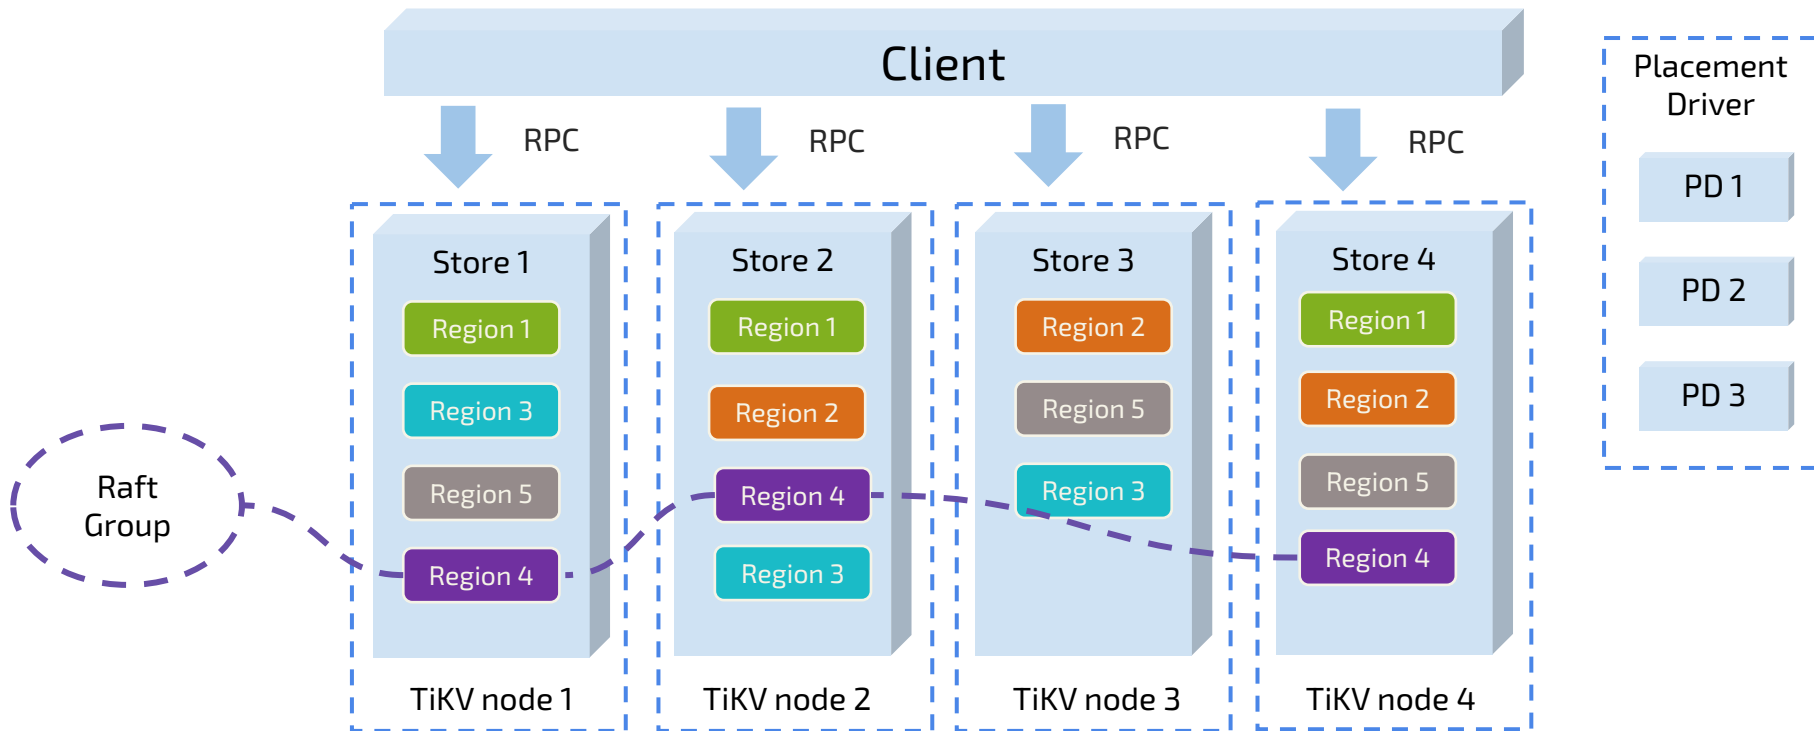 Client
RPC
RPC
RPC
RPC
Store 1
Region 1
Region 3
Region 5
Region 4
TiKV node 1
Store 2
Region 1
Region 2
Region 4
Region 3
TiKV node 2
Store 3
Region 2
Region 5
Region 3
TiKV node 3
Store 4
Region 1
Region 2
Region 5
Region 4
TiKV node 4
Raft
Group
Placement
Driver
PD 1
PD 2
PD 3